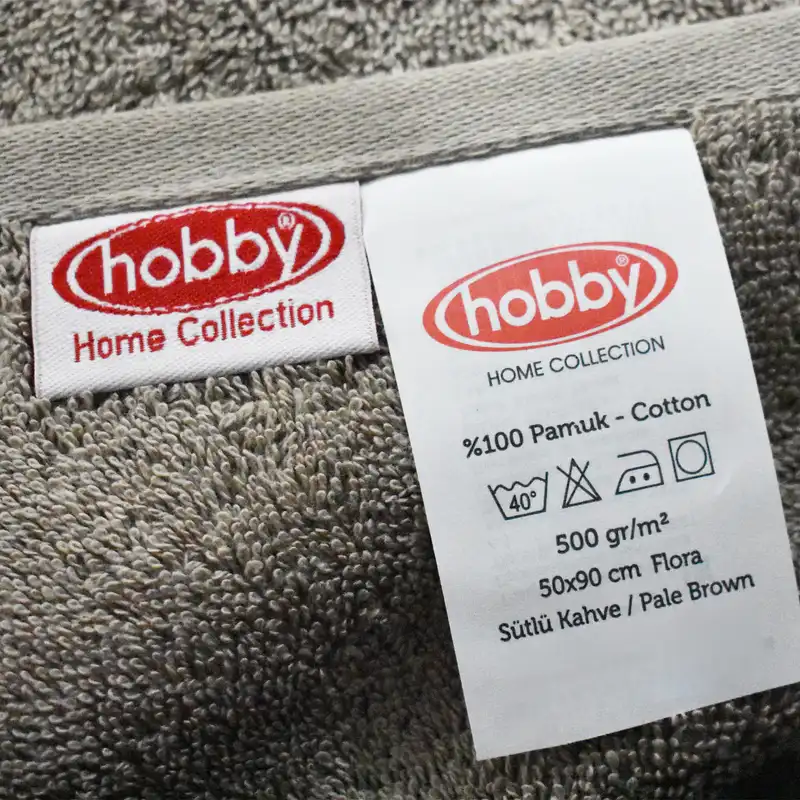 hobby®
Home Collection
hobby®
HOME COLLECTION
%100 Pamuk - Cotton
40°
500 gr/m²
50x90 cm Flora
Sütlü Kahve / Pale Brown